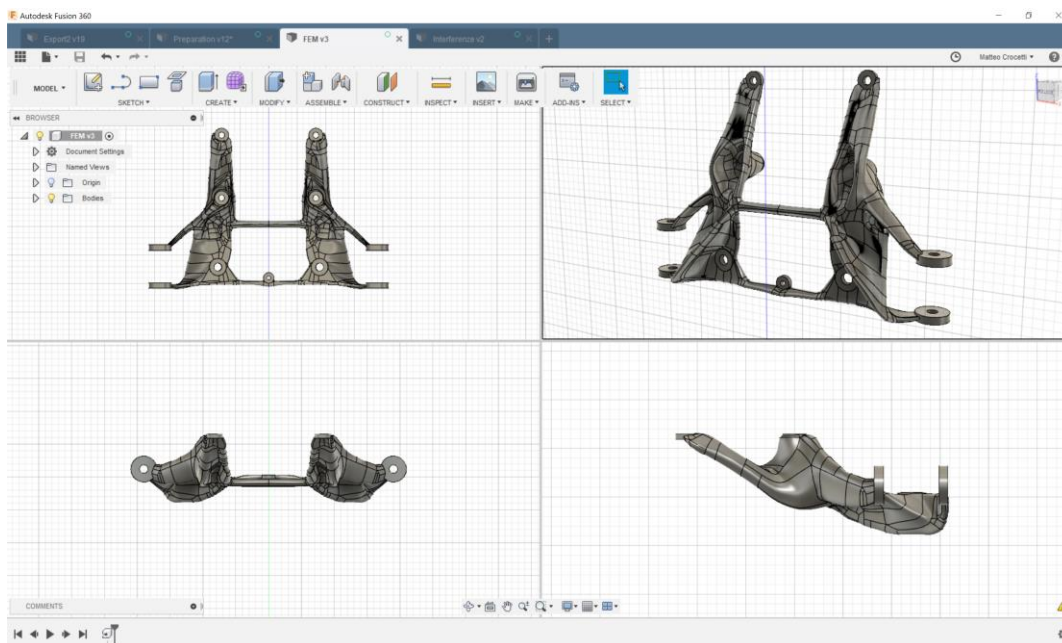 Autodesk Fusion 360
Export2 v19
Preparation v12*
FEM v3
Interference v2
Matteo Crocetti
MODEL
SKETCH
CREATE
MODIFY
ASSEMBLE
CONSTRUCT
INSPECT
INSERT
MAKE
ADD-INS
SELECT
BROWSER
FEM v3
Document Settings
Named Views
Origin
Bodies
COMMENTS